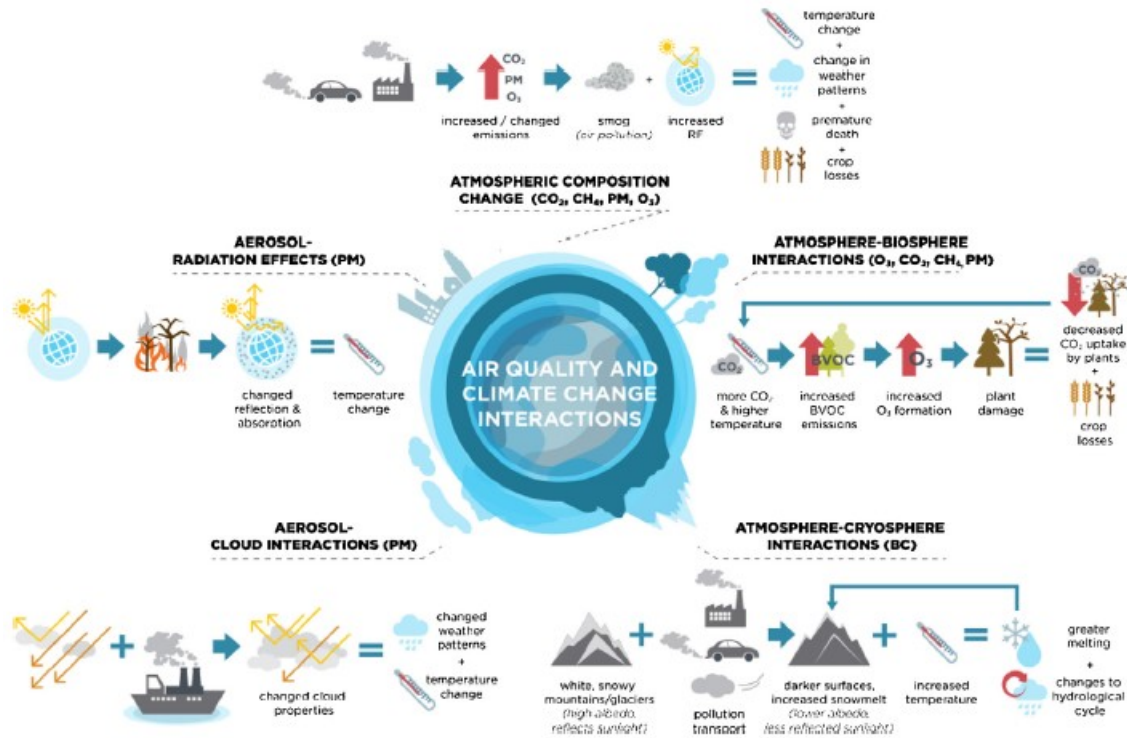 temperature
change
+
change in
weather
patterns
+
premature
death
+
crop
losses
CO₂
PM
O₃
increased / changed
emissions
smog
(air pollution)
+
increased
RF
=
ATMOSPHERIC COMPOSITION
CHANGE (CO₂, CH₄, PM, O₃)
AEROSOL-
RADIATION EFFECTS (PM)
changed
reflection &
absorption
=
temperature
change
ATMOSPHERE-BIOSPHERE
INTERACTIONS (O₃, CO₂, CH₄, PM)
CO₂
more CO₂
& higher
temperature
BVOC
increased
BVOC
emissions
O₃
increased
O₃ formation
plant
damage
=
CO₂
decreased
CO₂ uptake
by plants
+
crop
losses
AIR QUALITY AND
CLIMATE CHANGE
INTERACTIONS
AEROSOL-
CLOUD INTERACTIONS (PM)
+
changed cloud
properties
=
changed
weather
patterns
+
temperature
change
ATMOSPHERE-CRYOSPHERE
INTERACTIONS (BC)
white, snowy
mountains/glaciers
(high albedo,
reflects sunlight)
+
pollution
transport
darker surfaces,
increased snowmelt
(lower albedo,
less reflected sunlight)
+
increased
temperature
=
greater
melting
+
changes to
hydrological
cycle